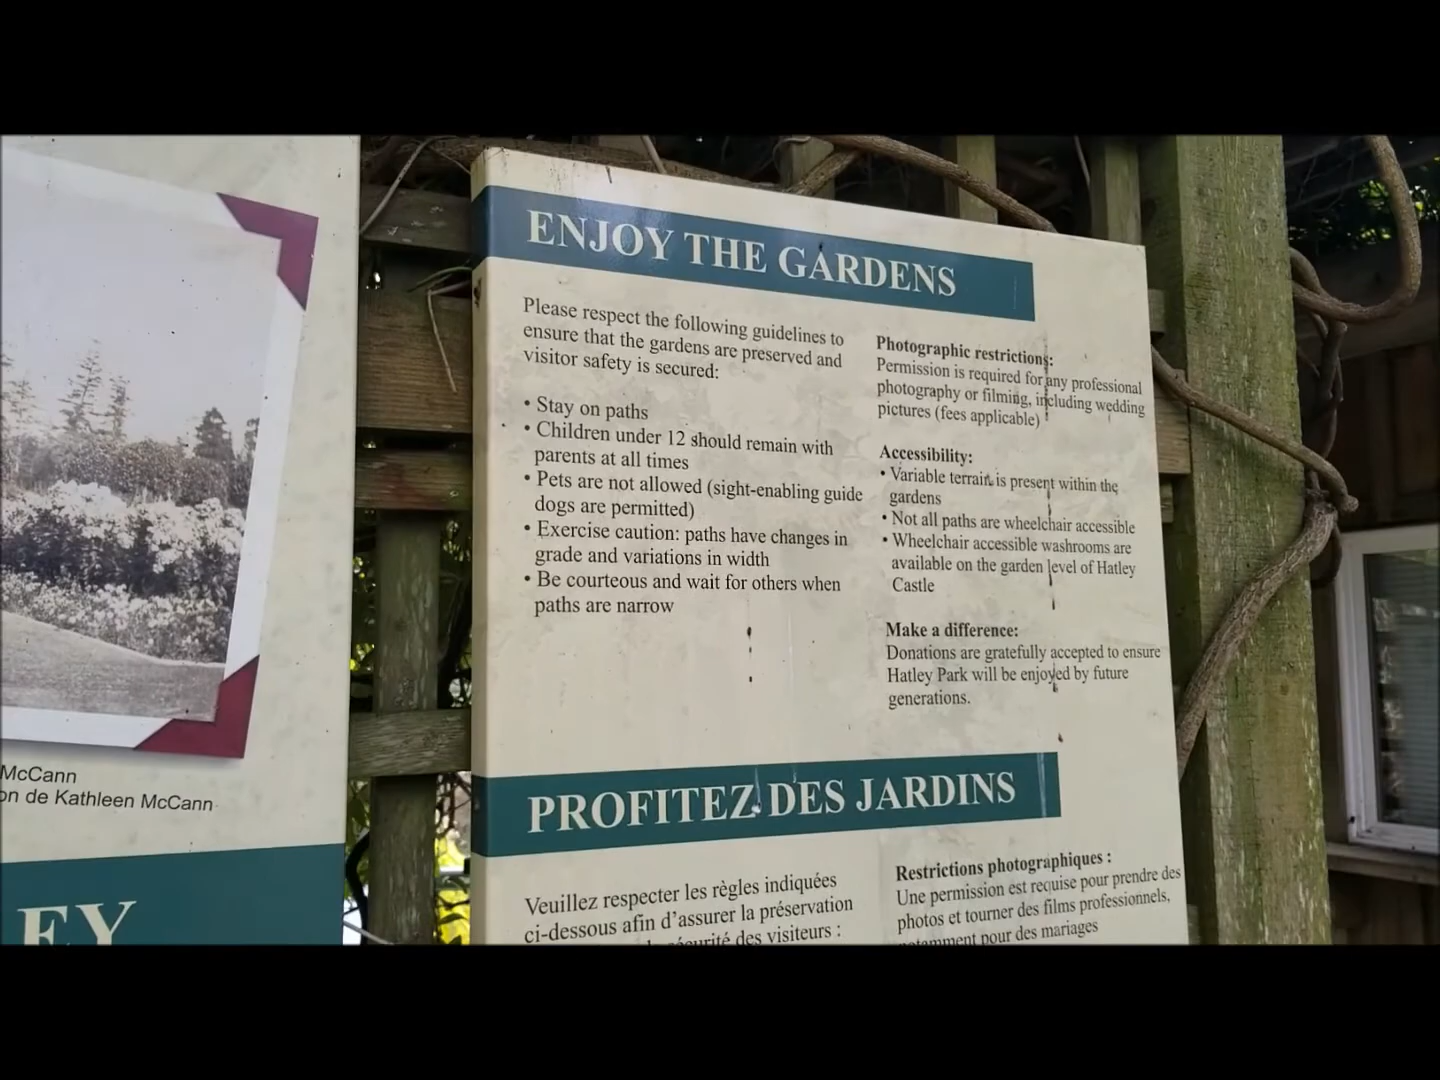 McCann
on de Kathleen McCann
EY
ENJOY THE GARDENS
Please respect the following guidelines to
ensure that the gardens are preserved and
visitor safety is secured:
• Stay on paths
• Children under 12 should remain with
parents at all times
• Pets are not allowed (sight-enabling guide
dogs are permitted)
• Exercise caution: paths have changes in
grade and variations in width
• Be courteous and wait for others when
paths are narrow
Photographic restrictions:
Permission is required for any professional
photography or filming, including wedding
pictures (fees applicable)
Accessibility:
• Variable terrain is present within the
gardens
• Not all paths are wheelchair accessible
• Wheelchair accessible washrooms are
available on the garden level of Hatley
Castle
Make a difference:
Donations are gratefully accepted to ensure
Hatley Park will be enjoyed by future
generations.
PROFITEZ DES JARDINS
Veuillez respecter les règles indiquées
ci-dessous afin d'assurer la préservation
sécurité des visiteurs :
Restrictions photographiques :
Une permission est requise pour prendre des
photos et tourner des films professionnels,
notamment pour des mariages